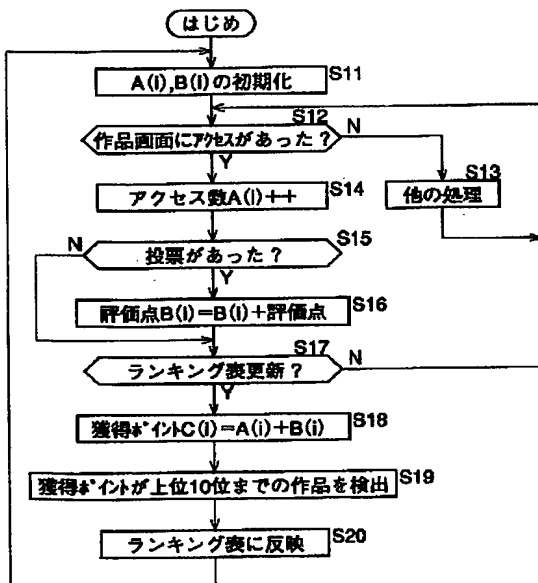 はじめ
A(i),B(i)の初期化
S11
S12
作品画面にアクセスがあった?
N
Y
S13
他の処理
アクセス数A(i)++
S14
N
投票があった?
S15
Y
評価点B(i)=B(i)+評価点
S16
S17
ランキング表更新?
N
Y
獲得ポイントC(i)=A(i)+B(i)
S18
獲得ポイントが上位10位までの作品を検出
S19
ランキング表に反映
S20